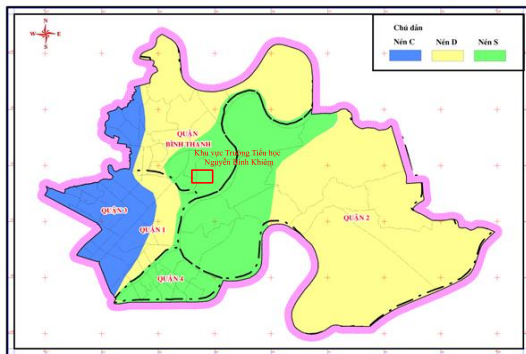 N
W E
S
Chú dẫn
Nền C Nền D Nền S
QUẬN
BÌNH THẠNH
Khu vực Trường Tiểu học
Nguyễn Bỉnh Khiêm
QUẬN 3
QUẬN 1
QUẬN 2
QUẬN 4